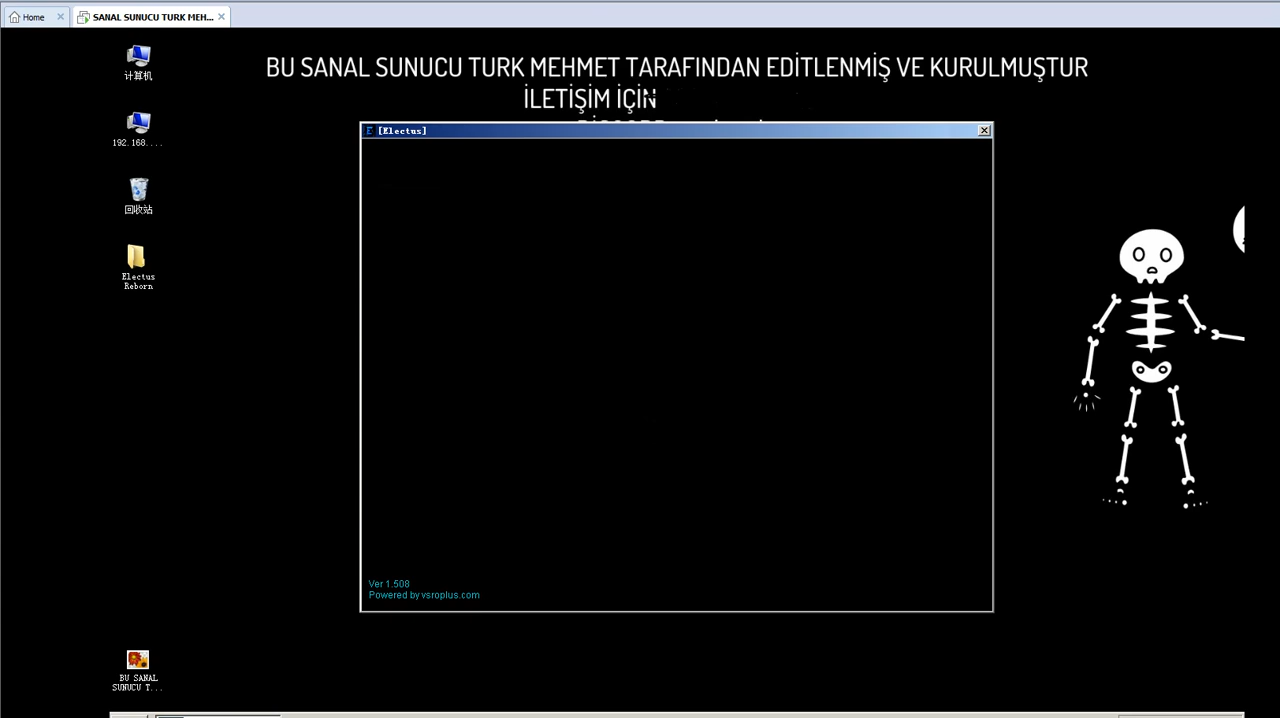 Home
SANAL SUNUCU TURK MEH...
BU SANAL SUNUCU TURK MEHMET TARAFINDAN EDİTLENMİŞ VE KURULMUŞTUR
İLETİŞİM İÇİN
计算机
192.168....
回收站
Electus
Reborn
[Electus]
Ver 1.508
Powered by vsroplus.com
BU SANAL
SUNUCU T...